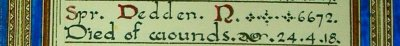 Spr. Dedden. N. 6672.
Died of wounds. 24.4.18.